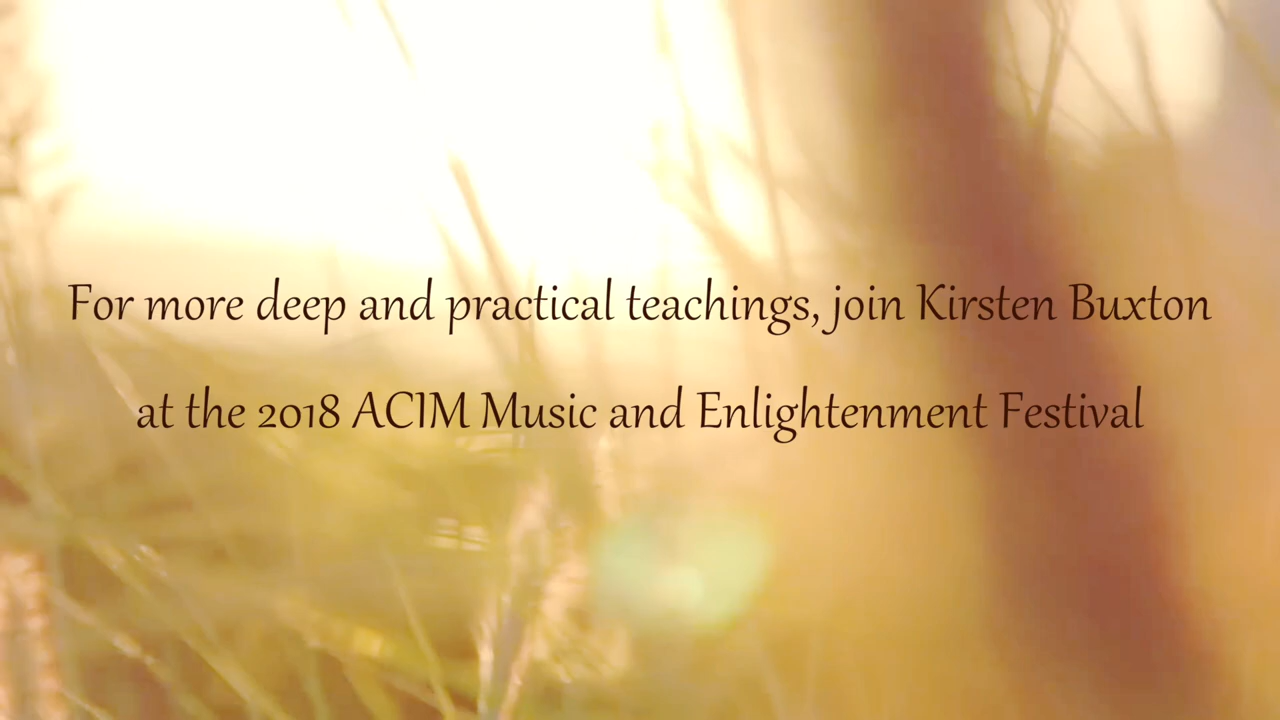 For more deep and practical teachings, join Kirsten Buxton
at the 2018 ACIM Music and Enlightenment Festival